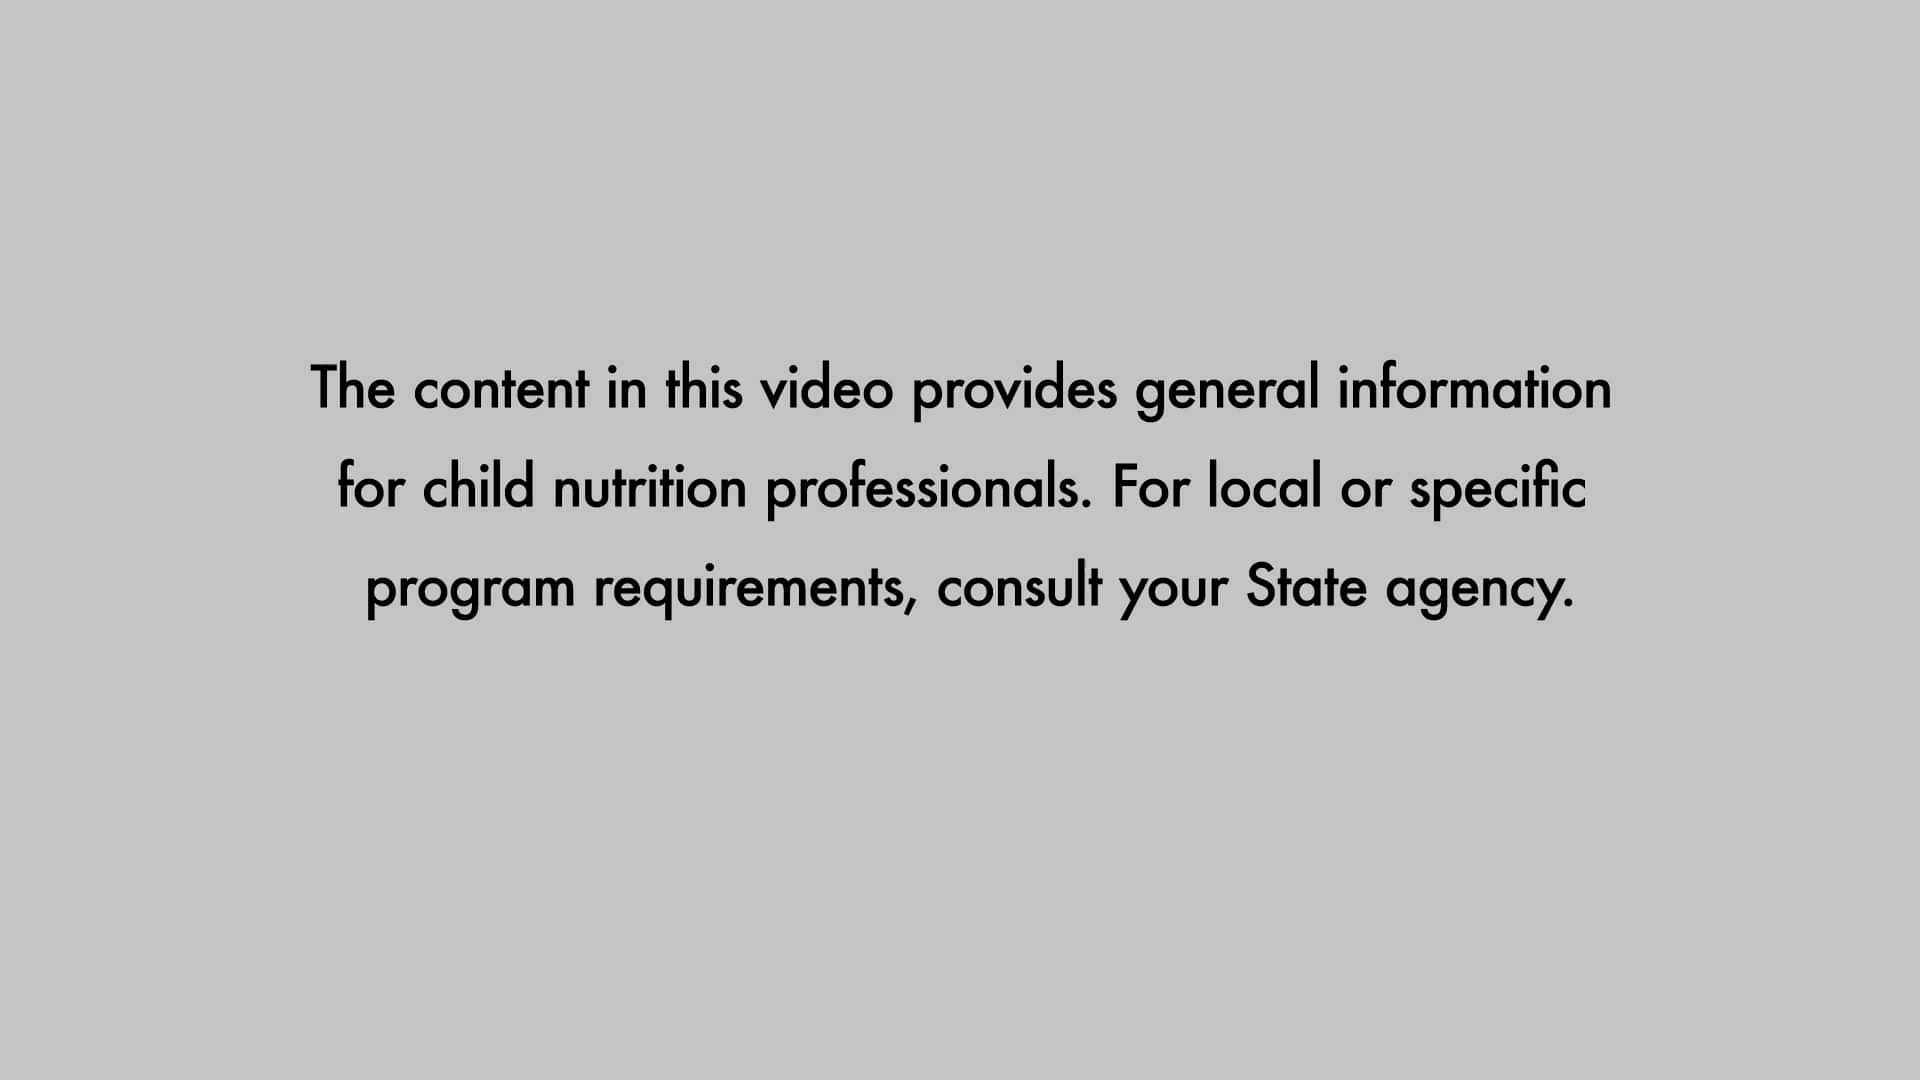 The content in this video provides general information
for child nutrition professionals. For local or specific
program requirements, consult your State agency.